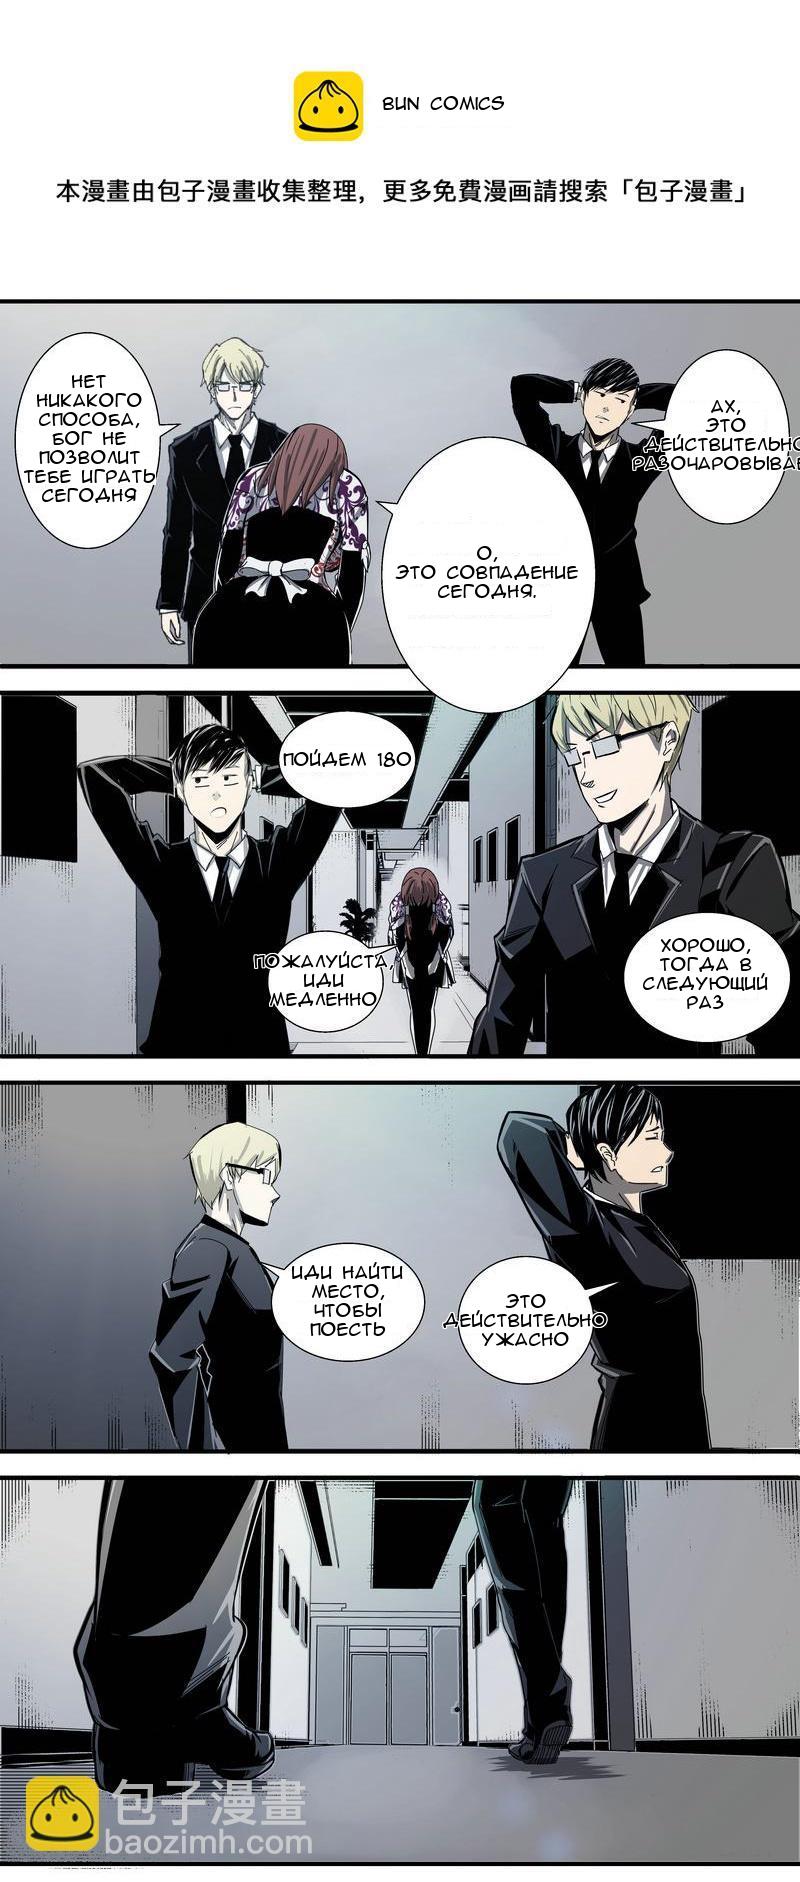 BUN COMICS
本漫畫由包子漫畫收集整理，更多免費漫画請搜索「包子漫畫」
НЕТ
НИКАКОГО
СПОСОБА,
БОГ НЕ
ПОЗВОЛИТ
ТЕБЕ ИГРАТЬ
СЕГОДНЯ
АХ,
ЭТО
ДЕЙСТВИТЕЛЬНО
РАЗОЧАРОВЫВАЕ
О,
ЭТО СОВПАДЕНИЕ
СЕГОДНЯ.
ПОЙДЕМ 180
ПОЖАЛУЙСТА,
ИДИ
МЕДЛЕННО
ХОРОШО,
ТОГДА В
СЛЕДУЮЩИЙ
РАЗ
ИДИ НАЙТИ
МЕСТО,
ЧТОБЫ
ПОЕСТЬ
ЭТО
ДЕЙСТВИТЕЛЬНО
УЖАСНО
包子漫畫
baozimh.com